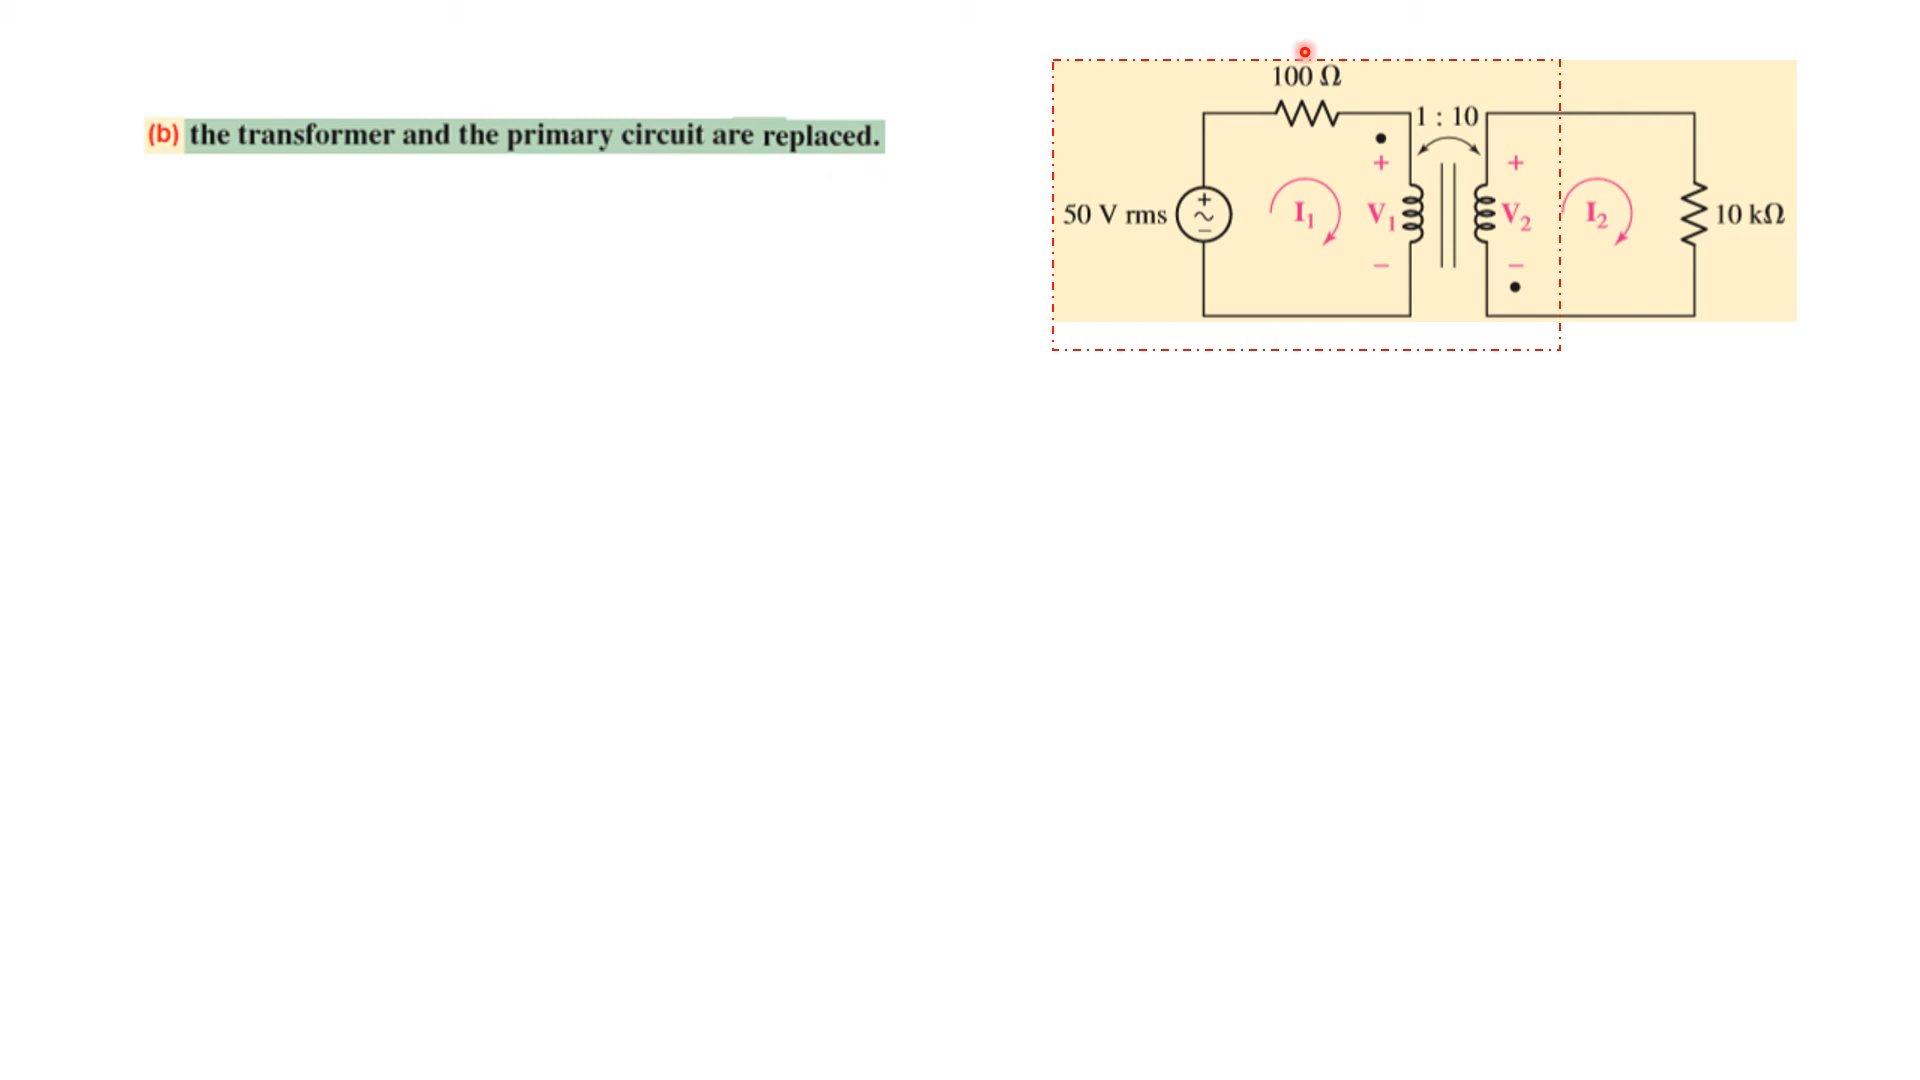 (b) the transformer and the primary circuit are replaced.
100 Ω
1 : 10
+
+
+
50 V rms
I₁
V₁
V₂
I₂
10 kΩ
−
−
−